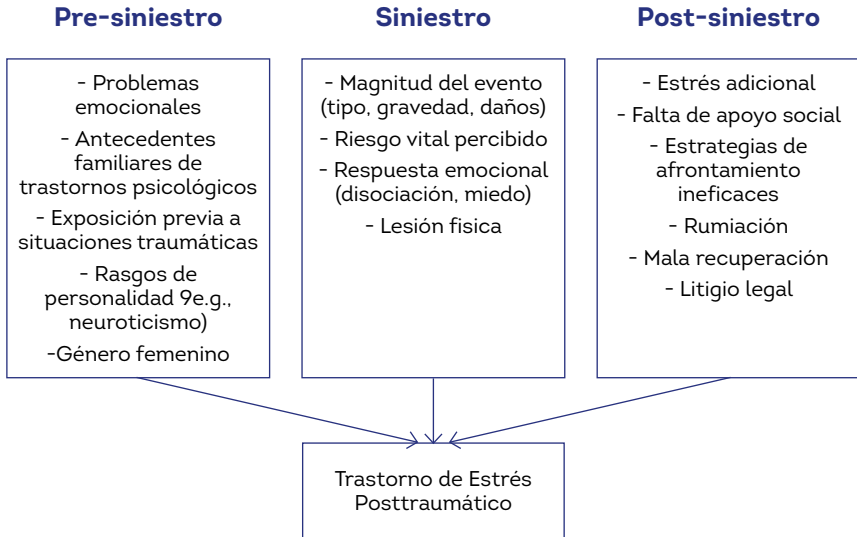 Pre-siniestro
- Problemas
emocionales
- Antecedentes
familiares de
trastornos psicológicos
- Exposición previa a
situaciones traumáticas
- Rasgos de
personalidad 9e.g.,
neuroticismo)
-Género femenino
Siniestro
- Magnitud del evento
(tipo, gravedad, daños)
- Riesgo vital percibido
- Respuesta emocional
(disociación, miedo)
- Lesión fisica
Post-siniestro
- Estrés adicional
- Falta de apoyo social
- Estrategias de
afrontamiento
ineficaces
- Rumiación
- Mala recuperación
- Litigio legal
Trastorno de Estrés
Posttraumático